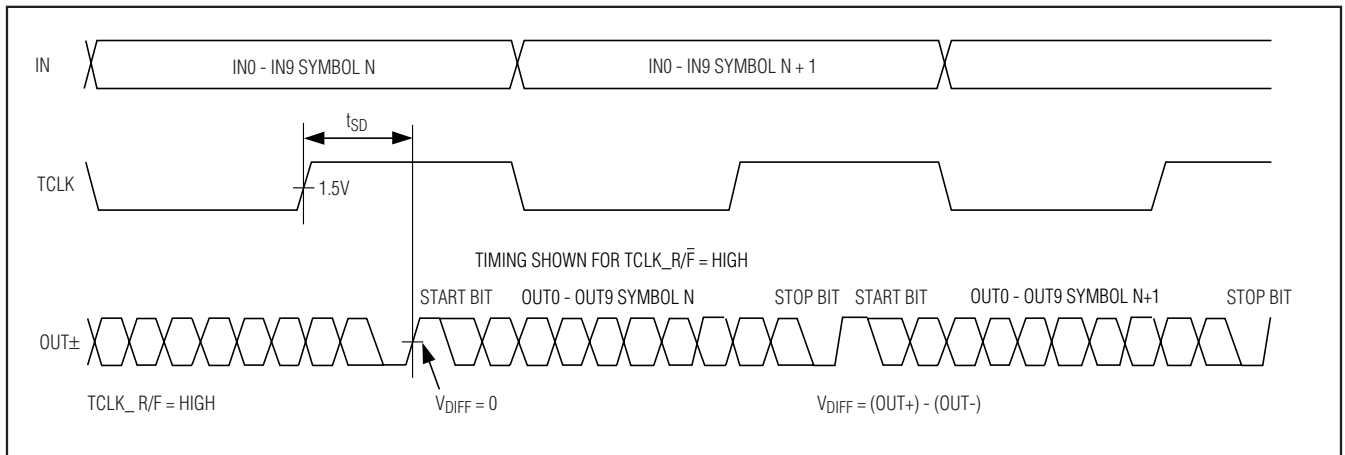 IN
IN0 - IN9 SYMBOL N
IN0 - IN9 SYMBOL N + 1
tSD
TCLK
1.5V
TIMING SHOWN FOR TCLK_R/F̅ = HIGH
START BIT
OUT0 - OUT9 SYMBOL N
STOP BIT
START BIT
OUT0 - OUT9 SYMBOL N+1
STOP BIT
OUT±
TCLK_ R/F = HIGH
VDIFF = 0
VDIFF = (OUT+) - (OUT-)